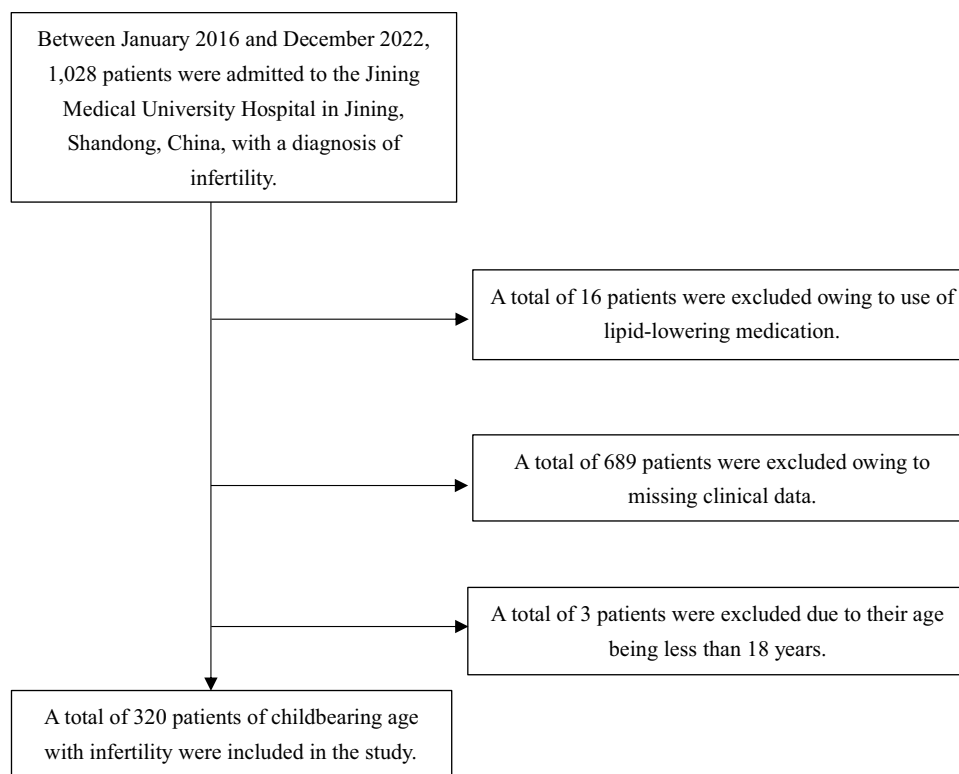 Between January 2016 and December 2022,
1,028 patients were admitted to the Jining
Medical University Hospital in Jining,
Shandong, China, with a diagnosis of
infertility.
A total of 16 patients were excluded owing to use of
lipid-lowering medication.
A total of 689 patients were excluded owing to
missing clinical data.
A total of 3 patients were excluded due to their age
being less than 18 years.
A total of 320 patients of childbearing age
with infertility were included in the study.